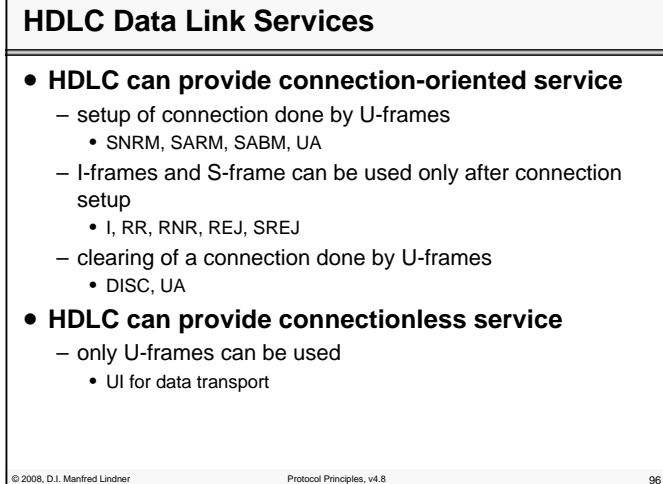 HDLC Data Link Services
• HDLC can provide connection-oriented service
– setup of connection done by U-frames
• SNRM, SARM, SABM, UA
– I-frames and S-frame can be used only after connection
setup
• I, RR, RNR, REJ, SREJ
– clearing of a connection done by U-frames
• DISC, UA
• HDLC can provide connectionless service
– only U-frames can be used
• UI for data transport
© 2008, D.I. Manfred Lindner Protocol Principles, v4.8 96